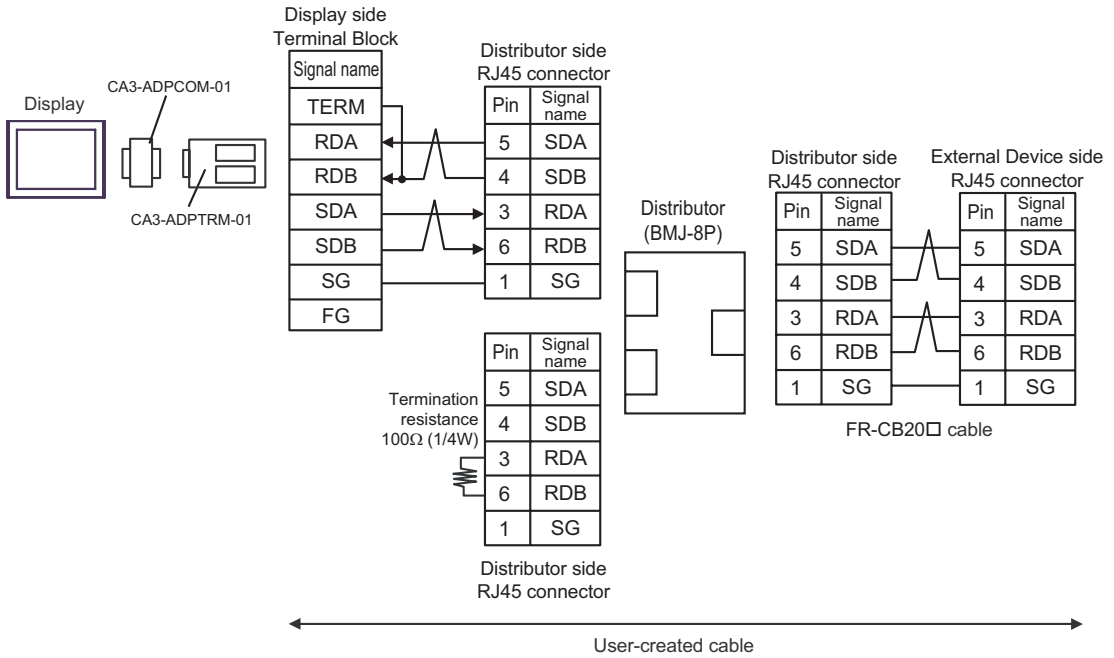 Display
CA3-ADPCOM-01
CA3-ADPTRM-01
Display side
Terminal Block
Signal name
TERM
RDA
RDB
SDA
SDB
SG
FG
Distributor side
RJ45 connector
Pin Signal name
5 SDA
4 SDB
3 RDA
6 RDB
1 SG
Termination
resistance
100Ω (1/4W)
Pin Signal name
5 SDA
4 SDB
3 RDA
6 RDB
1 SG
Distributor side
RJ45 connector
Distributor
(BMJ-8P)
Distributor side
RJ45 connector
Pin Signal name
5 SDA
4 SDB
3 RDA
6 RDB
1 SG
External Device side
RJ45 connector
Pin Signal name
5 SDA
4 SDB
3 RDA
6 RDB
1 SG
FR-CB20□ cable
User-created cable